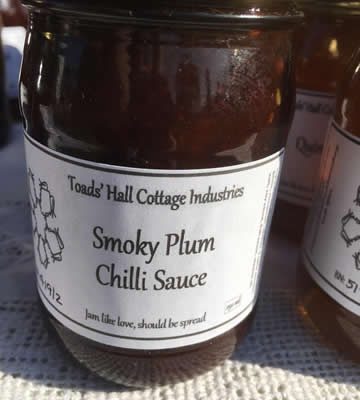 Toads' Hall Cottage Industries
Smoky Plum
Chilli Sauce
Jam like love, should be spread